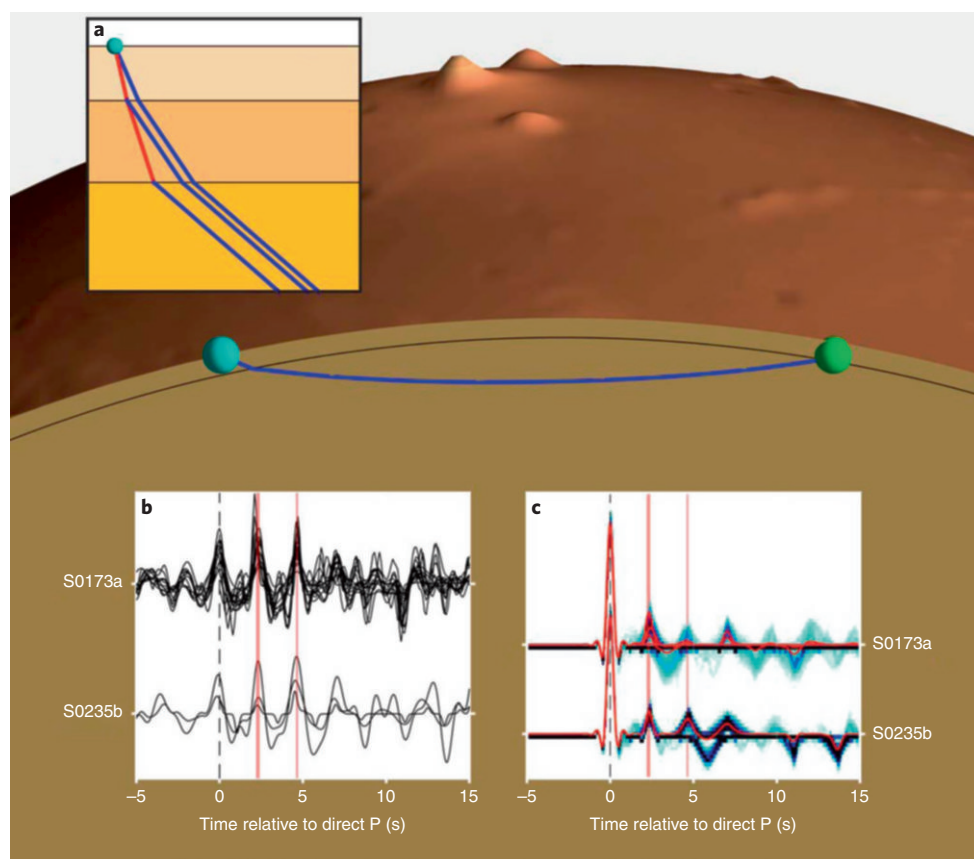 a
b
S0173a
S0235b
−5 0 5 10 15
Time relative to direct P (s)
c
S0173a
S0235b
−5 0 5 10 15
Time relative to direct P (s)